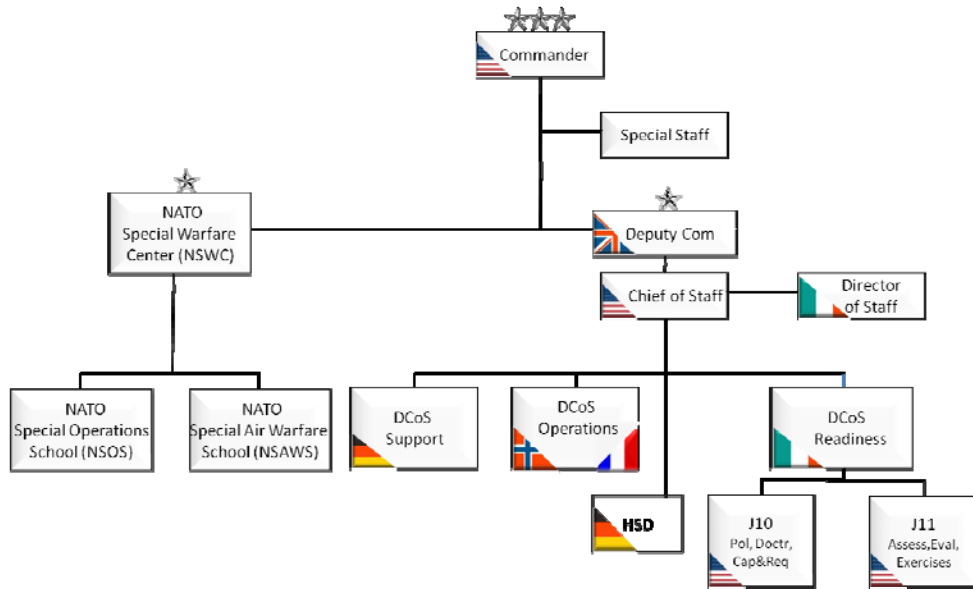 Commander
Special Staff
NATO
Special Warfare
Center (NSWC)
Deputy Com
Chief of Staff
Director
of Staff
NATO
Special Operations
School (NSOS)
NATO
Special Air Warfare
School (NSAWS)
DCoS
Support
DCoS
Operations
DCoS
Readiness
HSD
J10
Pol, Doctr,
Cap&Req
J11
Assess,Eval,
Exercises